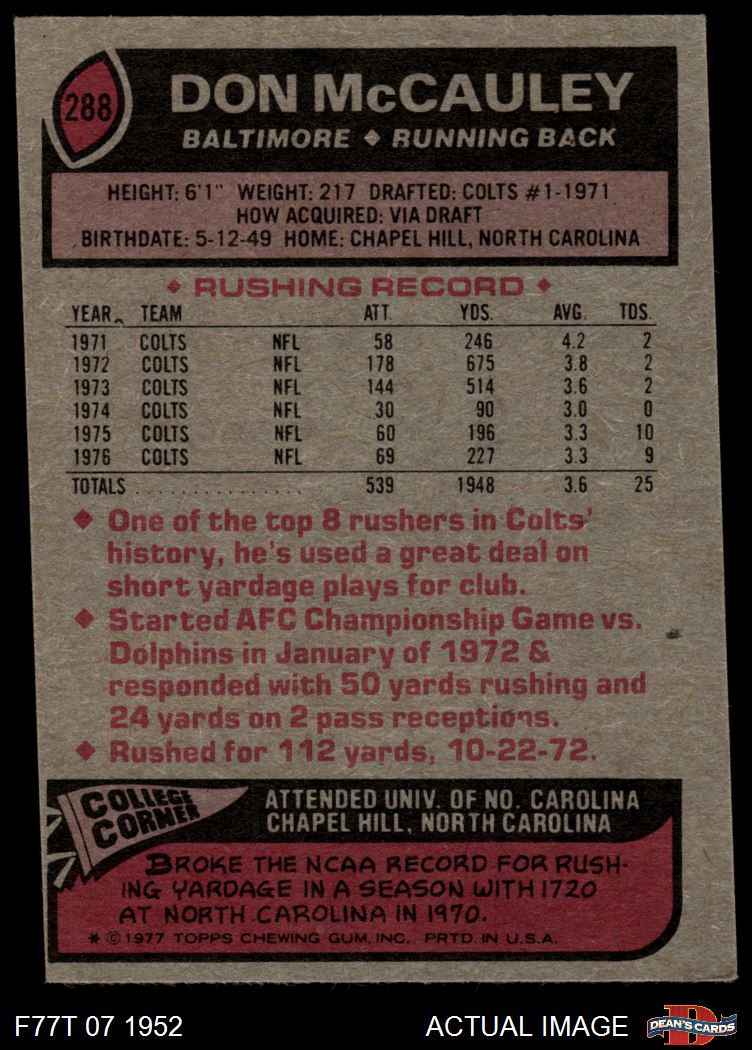 288
DON McCAULEY
BALTIMORE ◆ RUNNING BACK
HEIGHT: 6'1" WEIGHT: 217 DRAFTED: COLTS #1-1971
HOW ACQUIRED: VIA DRAFT
BIRTHDATE: 5-12-49 HOME: CHAPEL HILL, NORTH CAROLINA
◆ RUSHING RECORD ◆
YEAR TEAM ATT. YDS. AVG. TDS.
1971 COLTS NFL 58 246 4.2 2
1972 COLTS NFL 178 675 3.8 2
1973 COLTS NFL 144 514 3.6 2
1974 COLTS NFL 30 90 3.0 0
1975 COLTS NFL 60 196 3.3 10
1976 COLTS NFL 69 227 3.3 9
TOTALS . . . . . . . . . . . . . . . . 539 1948 3.6 25
◆ One of the top 8 rushers in Colts'
history, he's used a great deal on
short yardage plays for club.
◆ Started AFC Championship Game vs.
Dolphins in January of 1972 &
responded with 50 yards rushing and
24 yards on 2 pass receptions.
◆ Rushed for 112 yards, 10-22-72.
COLLEGE
CORNER
ATTENDED UNIV. OF NO. CAROLINA
CHAPEL HILL, NORTH CAROLINA
BROKE THE NCAA RECORD FOR RUSH-
ING YARDAGE IN A SEASON WITH 1720
AT NORTH CAROLINA IN 1970.
* © 1977 TOPPS CHEWING GUM, INC. PRTD. IN U.S.A.
F77T 07 1952
ACTUAL IMAGE
D
DEAN'S CARDS